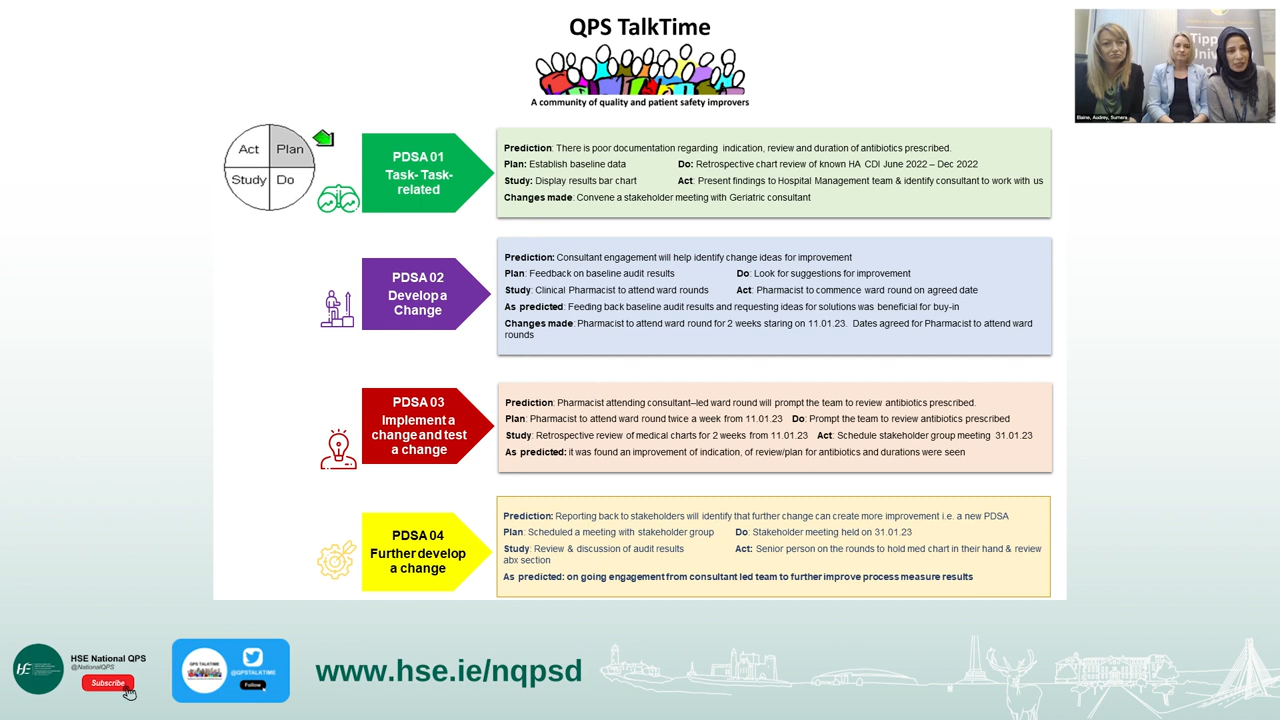 QPS TalkTime
A community of quality and patient safety improvers
Tipp
Univ
Elaine, Audrey, Sumera
Act Plan
Study Do
PDSA 01
Task- Task-
related
Prediction: There is poor documentation regarding indication, review and duration of antibiotics prescribed.
Plan: Establish baseline data Do: Retrospective chart review of known HA CDI June 2022 – Dec 2022
Study: Display results bar chart Act: Present findings to Hospital Management team & identify consultant to work with us
Changes made: Convene a stakeholder meeting with Geriatric consultant
PDSA 02
Develop a
Change
Prediction: Consultant engagement will help identify change ideas for improvement
Plan: Feedback on baseline audit results Do: Look for suggestions for improvement
Study: Clinical Pharmacist to attend ward rounds Act: Pharmacist to commence ward round on agreed date
As predicted: Feeding back baseline audit results and requesting ideas for solutions was beneficial for buy-in
Changes made: Pharmacist to attend ward round for 2 weeks staring on 11.01.23. Dates agreed for Pharmacist to attend ward
rounds
PDSA 03
Implement a
change and test
a change
Prediction: Pharmacist attending consultant–led ward round will prompt the team to review antibiotics prescribed.
Plan: Pharmacist to attend ward round twice a week from 11.01.23 Do: Prompt the team to review antibiotics prescribed
Study: Retrospective review of medical charts for 2 weeks from 11.01.23 Act: Schedule stakeholder group meeting 31.01.23
As predicted: it was found an improvement of indication, of review/plan for antibiotics and durations were seen
PDSA 04
Further develop
a change
Prediction: Reporting back to stakeholders will identify that further change can create more improvement i.e. a new PDSA
Plan: Scheduled a meeting with stakeholder group Do: Stakeholder meeting held on 31.01.23
Study: Review & discussion of audit results Act: Senior person on the rounds to hold med chart in their hand & review
abx section
As predicted: on going engagement from consultant led team to further improve process measure results
HSE National QPS
@NationalQPS
Subscribe
QPS TALKTIME
@QPSTALKTIME
Follow
www.hse.ie/nqpsd